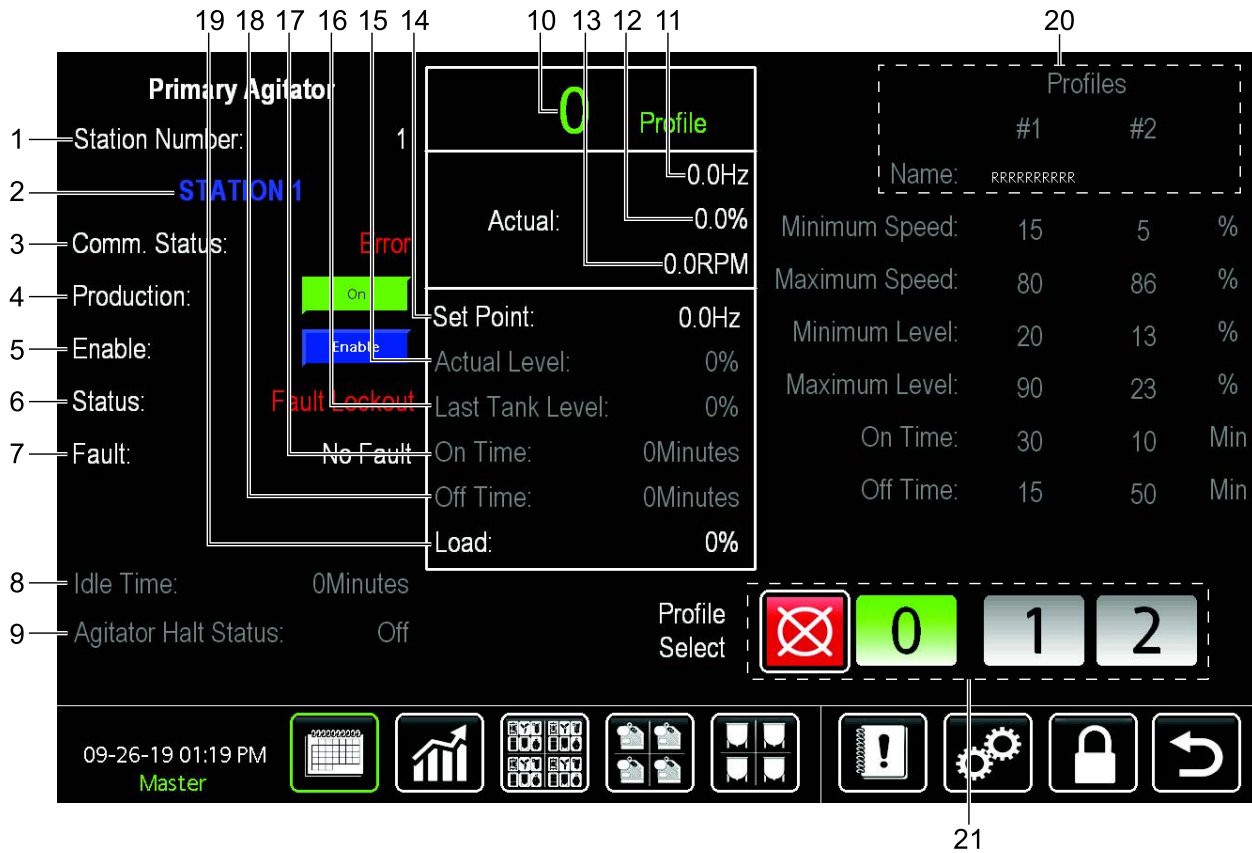 19 18 17 16 15 14 10 13 12 11 20
Primary Agitator
1 Station Number: 1
2 STATION 1
3 Comm. Status: Error
4 Production: On
5 Enable: Enable
6 Status: Fault Lockout
7 Fault: No Fault
8 Idle Time: 0Minutes
9 Agitator Halt Status: Off
0 Profile
Actual: 0.0Hz
0.0%
0.0RPM
Set Point: 0.0Hz
Actual Level: 0%
Last Tank Level: 0%
On Time: 0Minutes
Off Time: 0Minutes
Load: 0%
Profiles
#1 #2
Name: RRRRRRRRRR
Minimum Speed: 15 5 %
Maximum Speed: 80 86 %
Minimum Level: 20 13 %
Maximum Level: 90 23 %
On Time: 30 10 Min
Off Time: 15 50 Min
Profile
Select
0 1 2
09-26-19 01:19 PM
Master
21